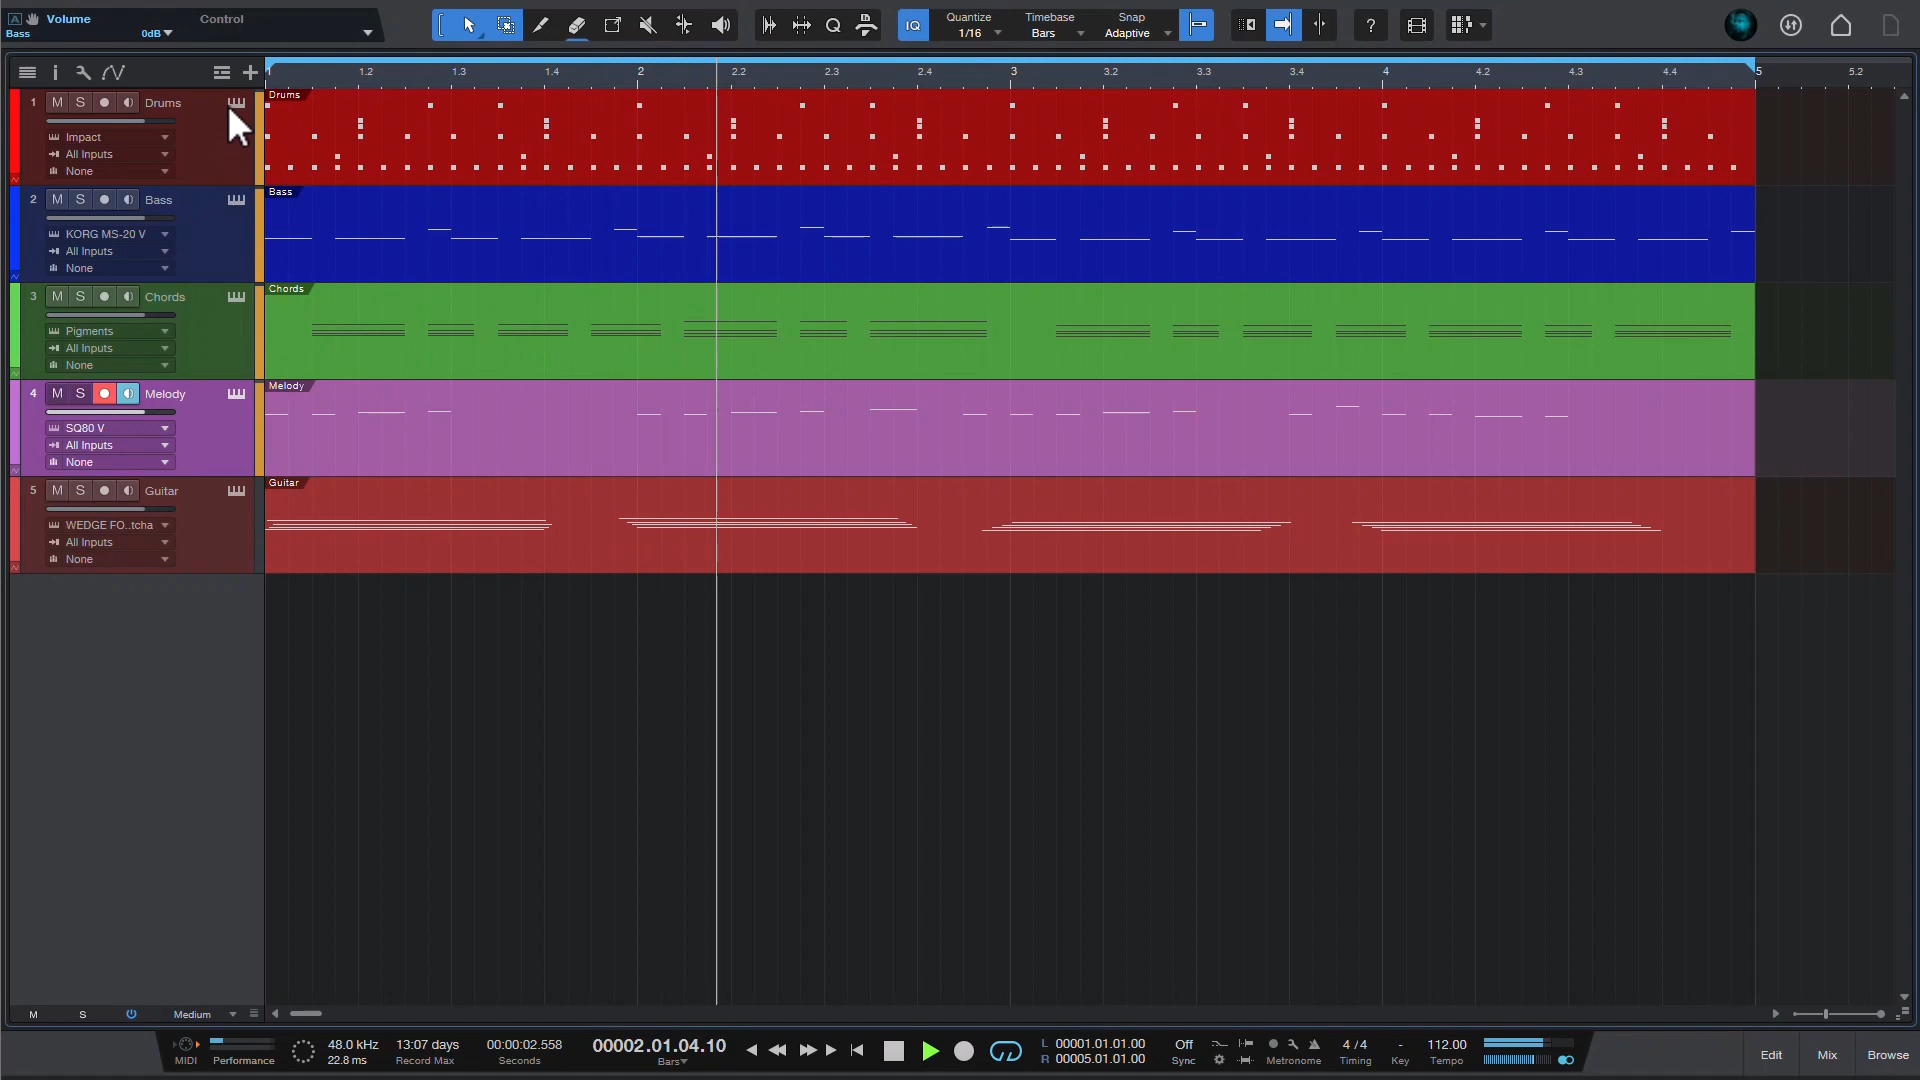 A Volume Control
Bass 0dB
IQ Quantize Timebase Snap ?
1/16 Bars Adaptive
1 1.2 1.3 1.4 2 2.2 2.3 2.4 3 3.2 3.3 3.4 4 4.2 4.3 4.4 5 5.2
1 M S Drums
Impact
All Inputs
None
Drums
2 M S Bass
KORG MS-20 V
All Inputs
None
Bass
3 M S Chords
Pigments
All Inputs
None
Chords
4 M S Melody
SQ80 V
All Inputs
None
Melody
5 M S Guitar
WEDGE FO..tcha
All Inputs
None
Guitar
M S Medium
48.0 kHz 13:07 days 00:00:02.558 00002.01.04.10 L 00001.01.01.00 Off 4 / 4 - 112.00
MIDI Performance 22.8 ms Record Max Seconds Bars R 00005.01.01.00 Sync Metronome Timing Key Tempo
Edit Mix Browse